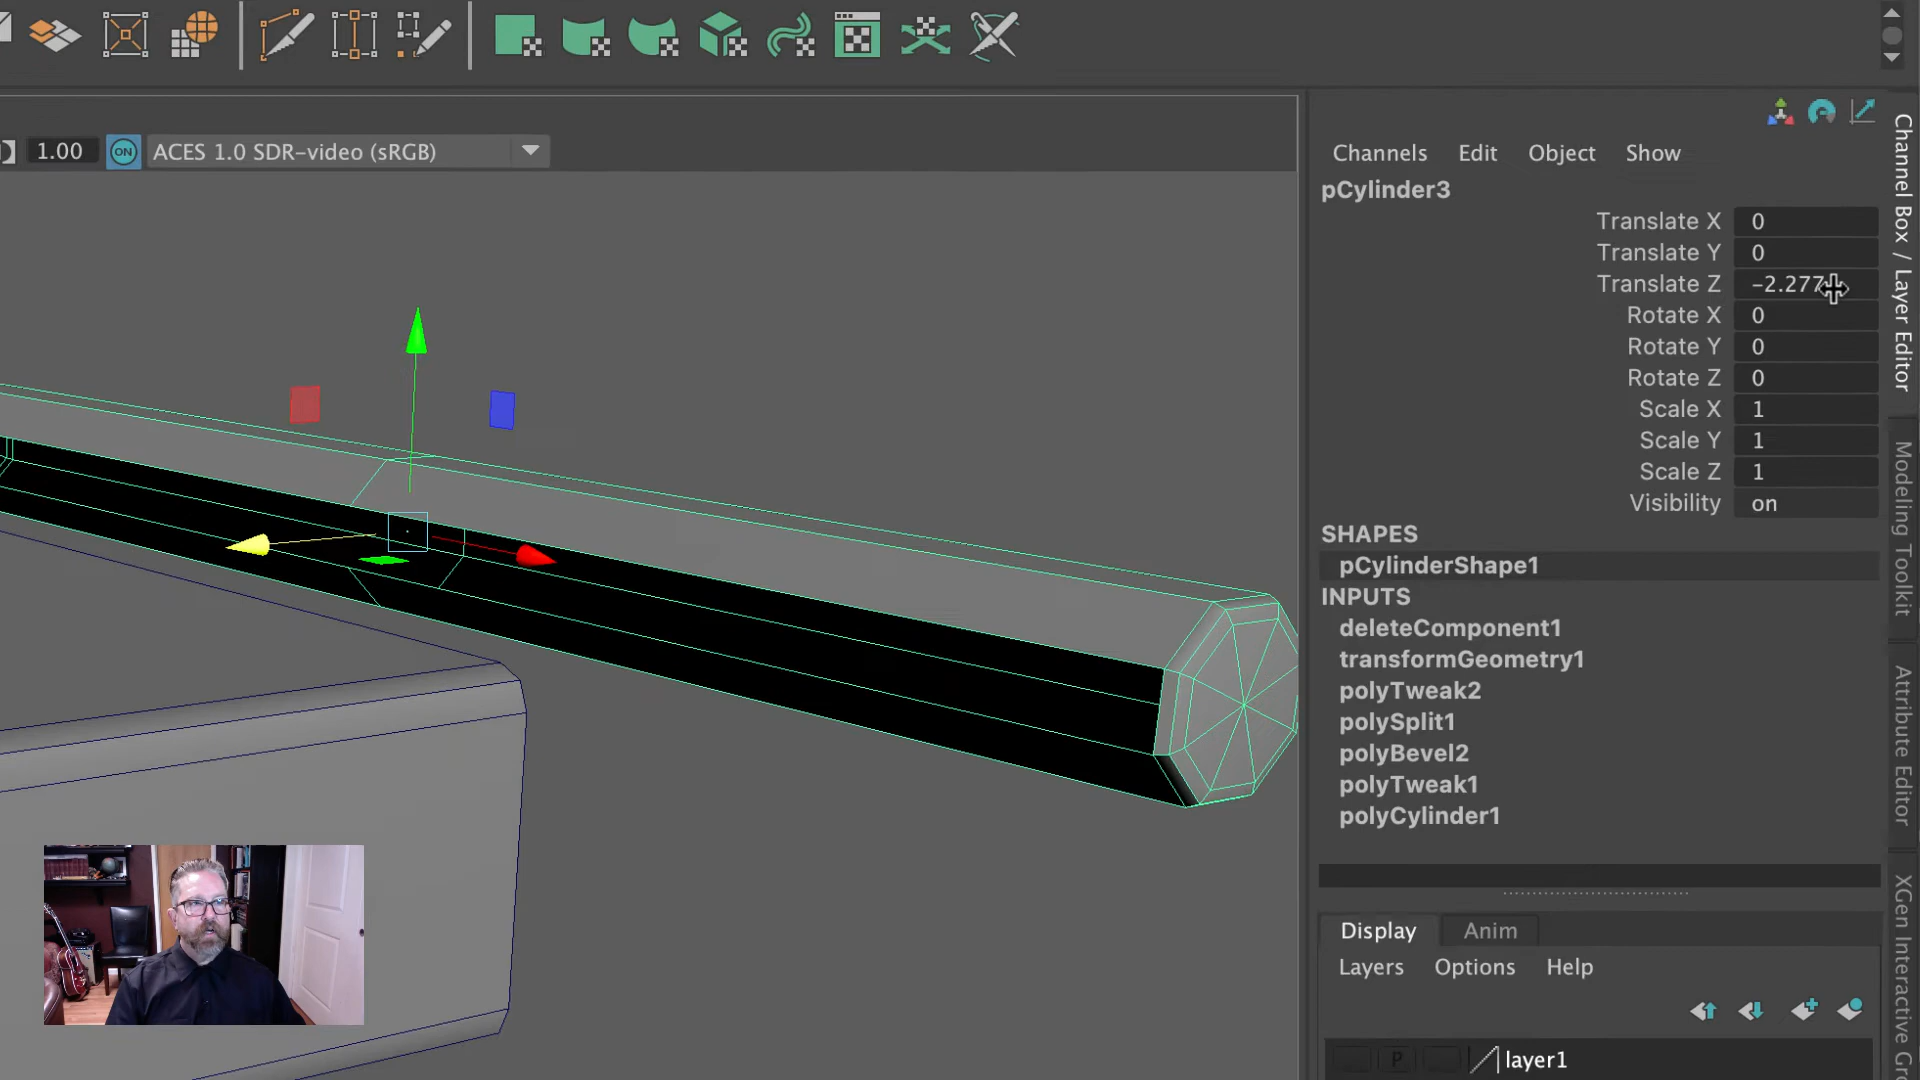 1.00
ON
ACES 1.0 SDR-video (sRGB)
Channels Edit Object Show
pCylinder3
Translate X 0
Translate Y 0
Translate Z -2.277
Rotate X 0
Rotate Y 0
Rotate Z 0
Scale X 1
Scale Y 1
Scale Z 1
Visibility on
SHAPES
pCylinderShape1
INPUTS
deleteComponent1
transformGeometry1
polyTweak2
polySplit1
polyBevel2
polyTweak1
polyCylinder1
Display Anim
Layers Options Help
P layer1
Channel Box / Layer Editor
Modeling Toolkit
Attribute Editor
XGen Interactive